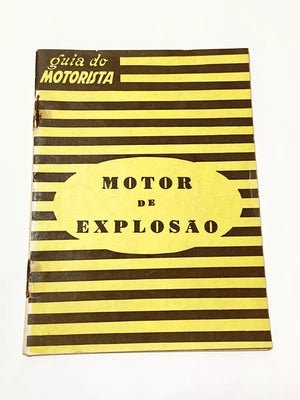 guia do
MOTORISTA
MOTOR
DE
EXPLOSÃO